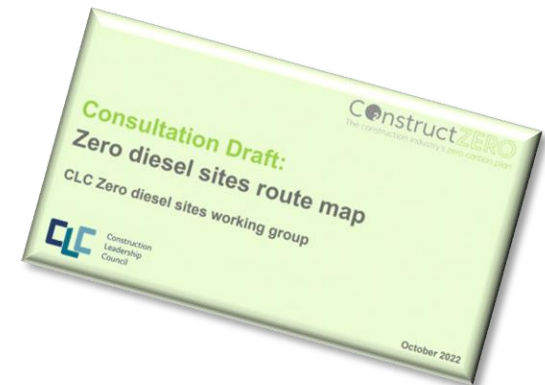 CO₂nstructZERO
The construction industry's zero carbon plan
Consultation Draft:
Zero diesel sites route map
CLC Zero diesel sites working group
CLC
Construction
Leadership
Council
October 2022